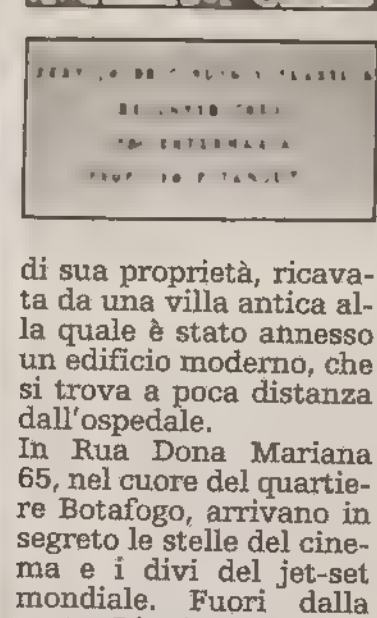 di sua proprietà, ricava-
ta da una villa antica al-
la quale è stato annesso
un edificio moderno, che
si trova a poca distanza
dall'ospedale.
In Rua Dona Mariana
65, nel cuore del quartie-
re Botafogo, arrivano in
segreto le stelle del cine-
ma e i divi del jet-set
mondiale. Fuori dalla